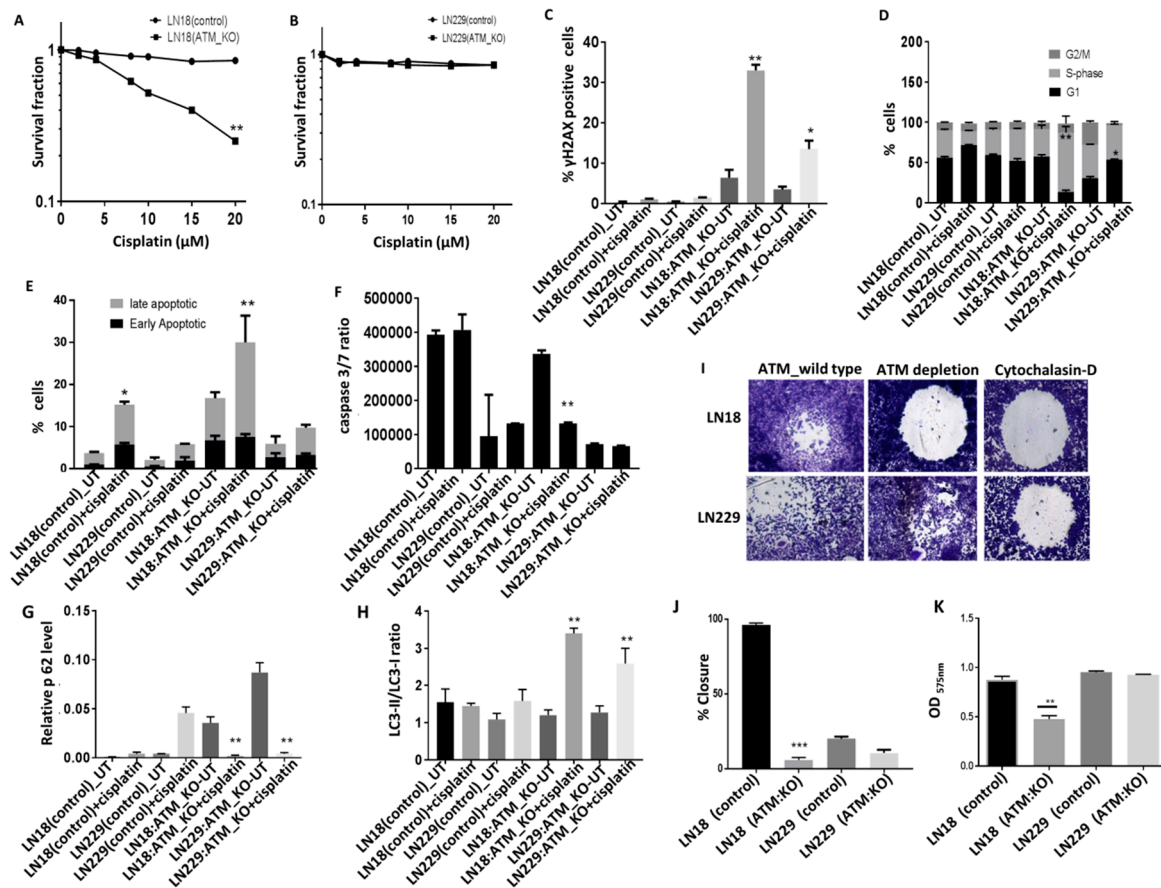 A
LN18(control)
LN18(ATM_KO)
Survival fraction
1
0.1
**
0
5
10
15
20
Cisplatin (µM)
B
LN229(control)
LN229(ATM_KO)
Survival fraction
1
0.1
0
5
10
15
20
Cisplatin (µM)
C
% γH2AX positive cells
40
30
20
10
0
**
*
LN18(control)_UT
LN18(control)+cisplatin
LN229(control)_UT
LN229(control)+cisplatin
LN18:ATM_KO-UT
LN18:ATM_KO+cisplatin
LN229:ATM_KO-UT
LN229:ATM_KO+cisplatin
D
G2/M
S-phase
G1
% cells
200
150
100
50
0
**
*
LN18(control)_UT
LN18(control)+cisplatin
LN229(control)_UT
LN229(control)+cisplatin
LN18:ATM_KO-UT
LN18:ATM_KO+cisplatin
LN229:ATM_KO-UT
LN229:ATM_KO+cisplatin
E
late apoptotic
Early Apoptotic
% cells
40
30
20
10
0
*
**
LN18(control)_UT
LN18(control)+cisplatin
LN229(control)_UT
LN229(control)+cisplatin
LN18:ATM_KO-UT
LN18:ATM_KO+cisplatin
LN229:ATM_KO-UT
LN229:ATM_KO+cisplatin
F
caspase 3/7 ratio
500000
400000
300000
200000
100000
0
**
LN18(control)_UT
LN18(control)+cisplatin
LN229(control)_UT
LN229(control)+cisplatin
LN18:ATM_KO-UT
LN18:ATM_KO+cisplatin
LN229:ATM_KO-UT
LN229:ATM_KO+cisplatin
I
ATM_wild type
ATM depletion
Cytochalasin-D
LN18
LN229
G
Relative p 62 level
0.15
0.10
0.05
0.00
**
**
LN18(control)_UT
LN18(control)+cisplatin
LN229(control)_UT
LN229(control)+cisplatin
LN18:ATM_KO-UT
LN18:ATM_KO+cisplatin
LN229:ATM_KO-UT
LN229:ATM_KO+cisplatin
H
LC3-II/LC3-I ratio
4
3
2
1
0
**
**
LN18(control)_UT
LN18(control)+cisplatin
LN229(control)_UT
LN229(control)+cisplatin
LN18:ATM_KO-UT
LN18:ATM_KO+cisplatin
LN229:ATM_KO-UT
LN229:ATM_KO+cisplatin
J
% Closure
100
50
0
***
LN18 (control)
LN18 (ATM:KO)
LN229 (control)
LN229 (ATM:KO)
K
OD 575nm
1.5
1.0
0.5
0.0
**
LN18 (control)
LN18 (ATM:KO)
LN229 (control)
LN229 (ATM:KO)